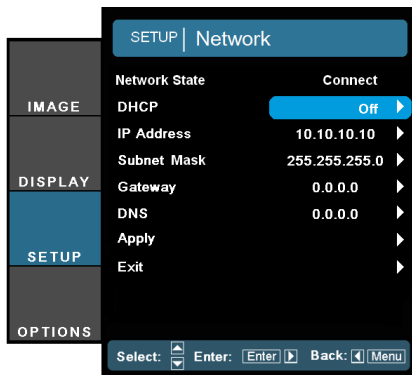 SETUP | Network
Network State Connect
IMAGE
DHCP Off
IP Address 10.10.10.10
Subnet Mask 255.255.255.0
DISPLAY
Gateway 0.0.0.0
DNS 0.0.0.0
Apply
SETUP
Exit
OPTIONS
Select: Enter: Enter Back: Menu